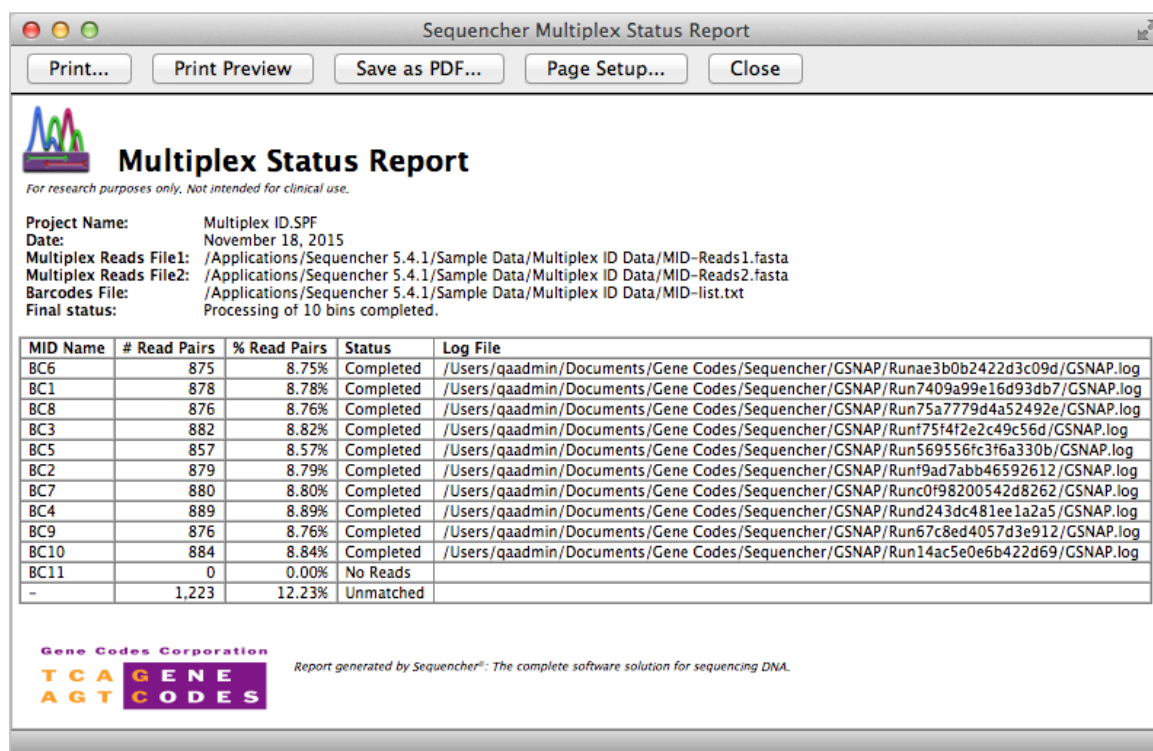 Sequencher Multiplex Status Report
Print... Print Preview Save as PDF... Page Setup... Close
Multiplex Status Report
For research purposes only. Not intended for clinical use.
Project Name: Multiplex ID.SPF
Date: November 18, 2015
Multiplex Reads File1: /Applications/Sequencher 5.4.1/Sample Data/Multiplex ID Data/MID-Reads1.fasta
Multiplex Reads File2: /Applications/Sequencher 5.4.1/Sample Data/Multiplex ID Data/MID-Reads2.fasta
Barcodes File: /Applications/Sequencher 5.4.1/Sample Data/Multiplex ID Data/MID-list.txt
Final status: Processing of 10 bins completed.
MID Name # Read Pairs % Read Pairs Status Log File
BC6 875 8.75% Completed /Users/qaadmin/Documents/Gene Codes/Sequencher/GSNAP/Runae3b0b2422d3c09d/GSNAP.log
BC1 878 8.78% Completed /Users/qaadmin/Documents/Gene Codes/Sequencher/GSNAP/Run7409a99e16d93db7/GSNAP.log
BC8 876 8.76% Completed /Users/qaadmin/Documents/Gene Codes/Sequencher/GSNAP/Run75a7779d4a52492e/GSNAP.log
BC3 882 8.82% Completed /Users/qaadmin/Documents/Gene Codes/Sequencher/GSNAP/Runf75f4f2e2c49c56d/GSNAP.log
BC5 857 8.57% Completed /Users/qaadmin/Documents/Gene Codes/Sequencher/GSNAP/Run569556fc3f6a330b/GSNAP.log
BC2 879 8.79% Completed /Users/qaadmin/Documents/Gene Codes/Sequencher/GSNAP/Runf9ad7abb46592612/GSNAP.log
BC7 880 8.80% Completed /Users/qaadmin/Documents/Gene Codes/Sequencher/GSNAP/Runc0f98200542d8262/GSNAP.log
BC4 889 8.89% Completed /Users/qaadmin/Documents/Gene Codes/Sequencher/GSNAP/Rund243dc481ee1a2a5/GSNAP.log
BC9 876 8.76% Completed /Users/qaadmin/Documents/Gene Codes/Sequencher/GSNAP/Run67c8ed4057d3e912/GSNAP.log
BC10 884 8.84% Completed /Users/qaadmin/Documents/Gene Codes/Sequencher/GSNAP/Run14ac5e0e6b422d69/GSNAP.log
BC11 0 0.00% No Reads
- 1,223 12.23% Unmatched
Gene Codes Corporation
TCAGENE
AGTCODES
Report generated by Sequencher®: The complete software solution for sequencing DNA.